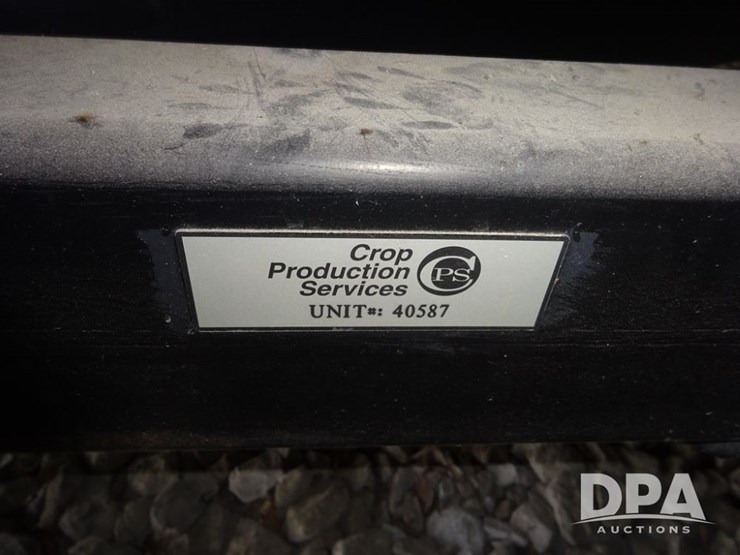 Crop
Production
Services
CPS
UNIT#: 40587
DPA
AUCTIONS